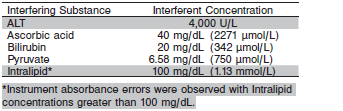 Interfering Substance Interferent Concentration
ALT 4,000 U/L
Ascorbic acid 40 mg/dL (2271 μmol/L)
Bilirubin 20 mg/dL (342 μmol/L)
Pyruvate 6.58 mg/dL (750 μmol/L)
Intralipid* 100 mg/dL (1.13 mmol/L)
*Instrument absorbance errors were observed with Intralipid
concentrations greater than 100 mg/dL.